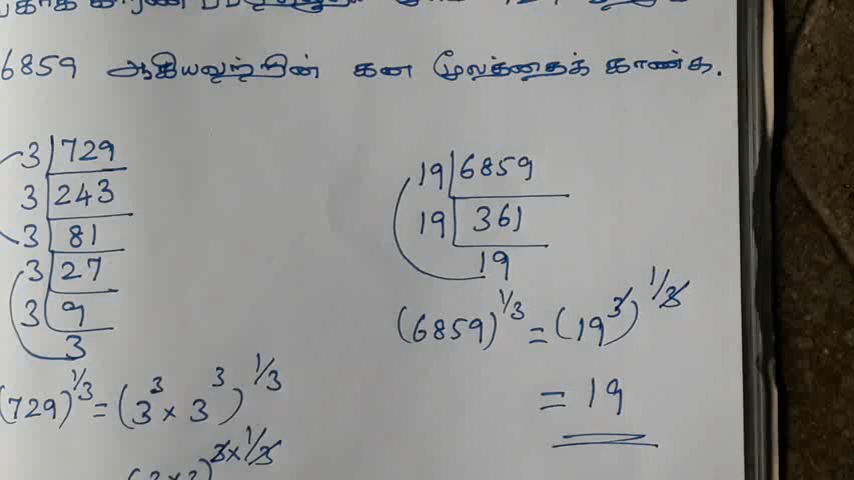 6859 ஆகியவற்றின் கன மூலத்தைக் காண்க.
3 | 729
3 | 243
3 | 81
3 | 27
3 | 9
3
(729)^1/3 = (3^3 × 3^3)^1/3
19 | 6859
19 | 361
19
(6859)^1/3 = (19^3)^1/3
= 19